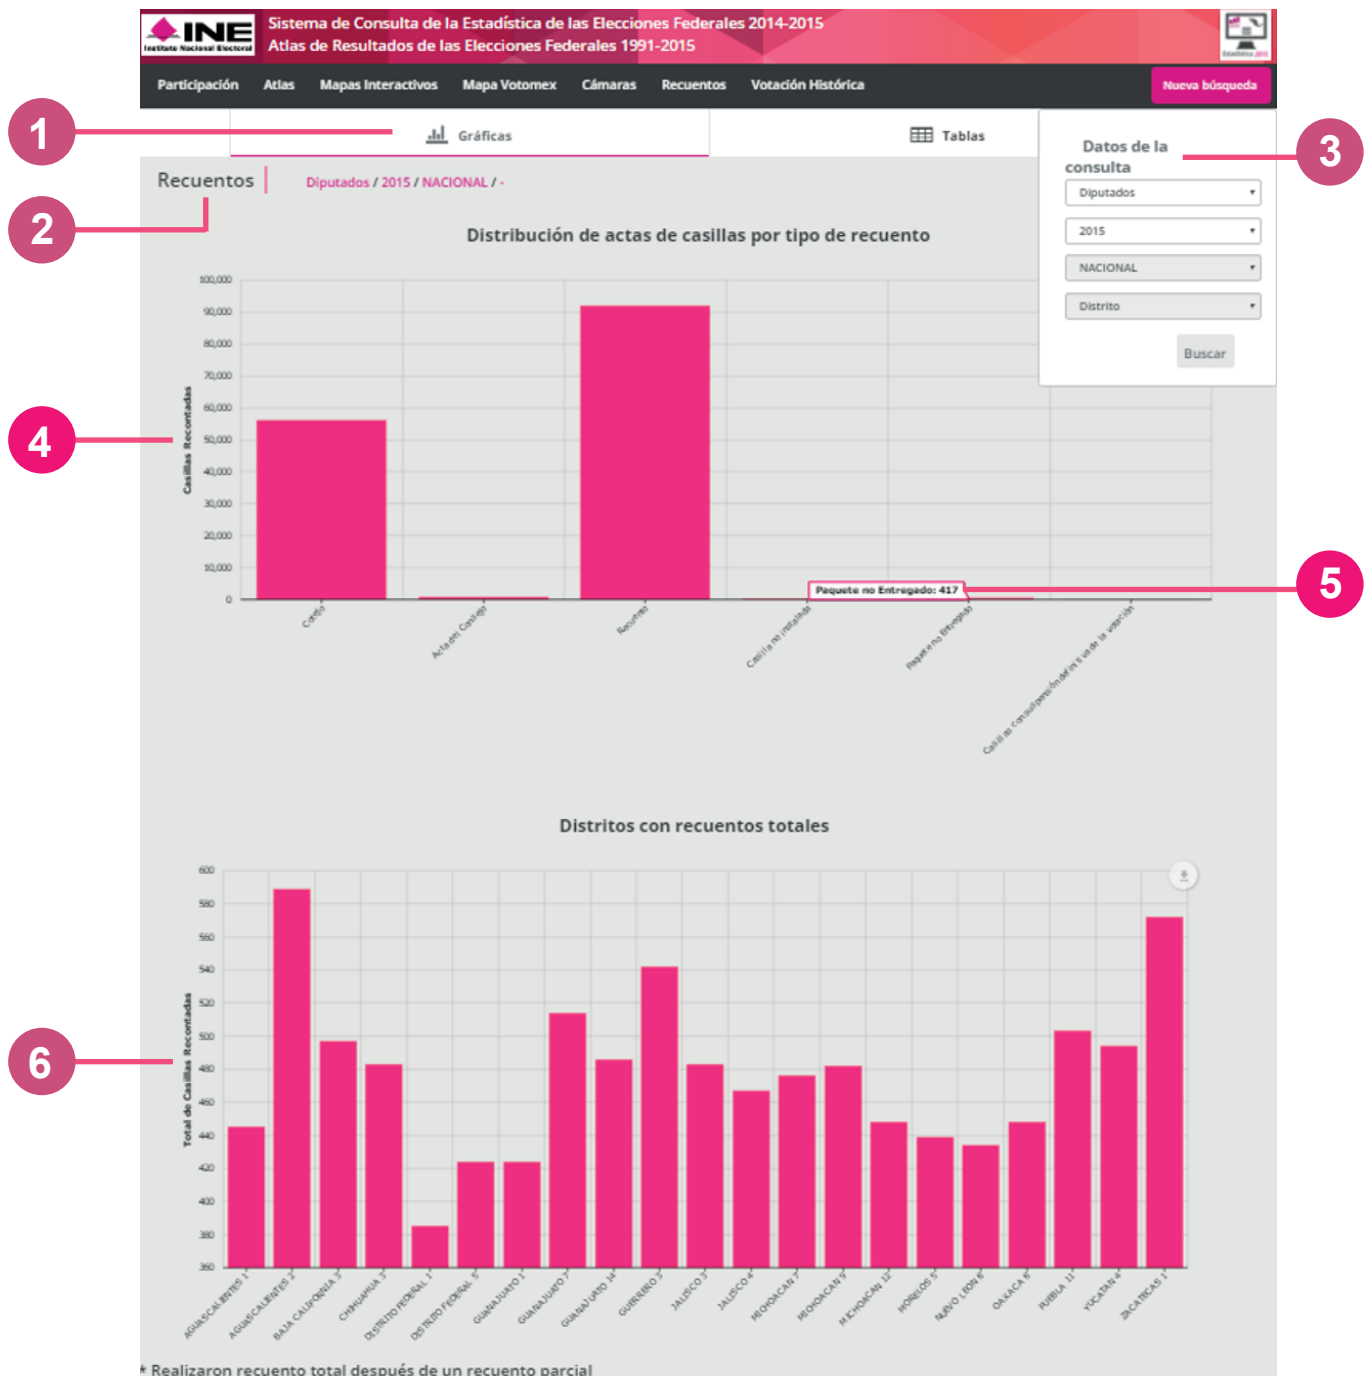 INE
Instituto Nacional Electoral
Sistema de Consulta de la Estadística de las Elecciones Federales 2014-2015
Atlas de Resultados de las Elecciones Federales 1991-2015
Participación Atlas Mapas Interactivos Mapa Votomex Cámaras Recuentos Votación Histórica Nueva búsqueda
1
Gráficas
Tablas
3
Datos de la
consulta
Diputados
2015
NACIONAL
Distrito
Buscar
2
Recuentos
Diputados / 2015 / NACIONAL / -
Distribución de actas de casillas por tipo de recuento
4
Casillas Recontadas
100,000
90,000
80,000
70,000
60,000
50,000
40,000
30,000
20,000
10,000
0
Paquete no Entregado: 417
5
Cotejo
Acta del Consejo
Recuento
Casilla no instalada
Paquete no Entregado
Distritos con recuentos totales
6
Total de Casillas Recontadas
600
580
560
540
520
500
480
460
440
420
400
380
360
AGUASCALIENTES 1*
AGUASCALIENTES 2*
BAJA CALIFORNIA 3*
CHIHUAHUA 3*
DISTRITO FEDERAL 1*
DISTRITO FEDERAL 5*
GUANAJUATO 1*
GUANAJUATO 7*
GUANAJUATO 14*
GUERRERO 3*
JALISCO 3*
JALISCO 4*
MICHOACAN 7*
MICHOACAN 9*
MICHOACAN 12*
MORELOS 5*
NUEVO LEON 6*
OAXACA 6*
PUEBLA 11*
YUCATAN 4*
ZACATECAS 1*
* Realizaron recuento total después de un recuento parcial